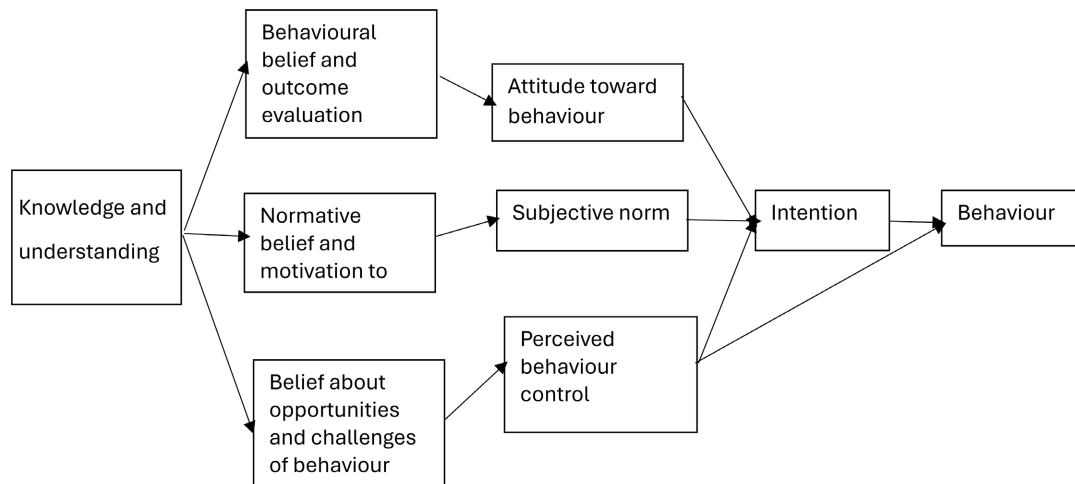 Knowledge and
understanding
Behavioural
belief and
outcome
evaluation
Normative
belief and
motivation to
Belief about
opportunities
and challenges
of behaviour
Attitude toward
behaviour
Subjective norm
Perceived
behaviour
control
Intention
Behaviour